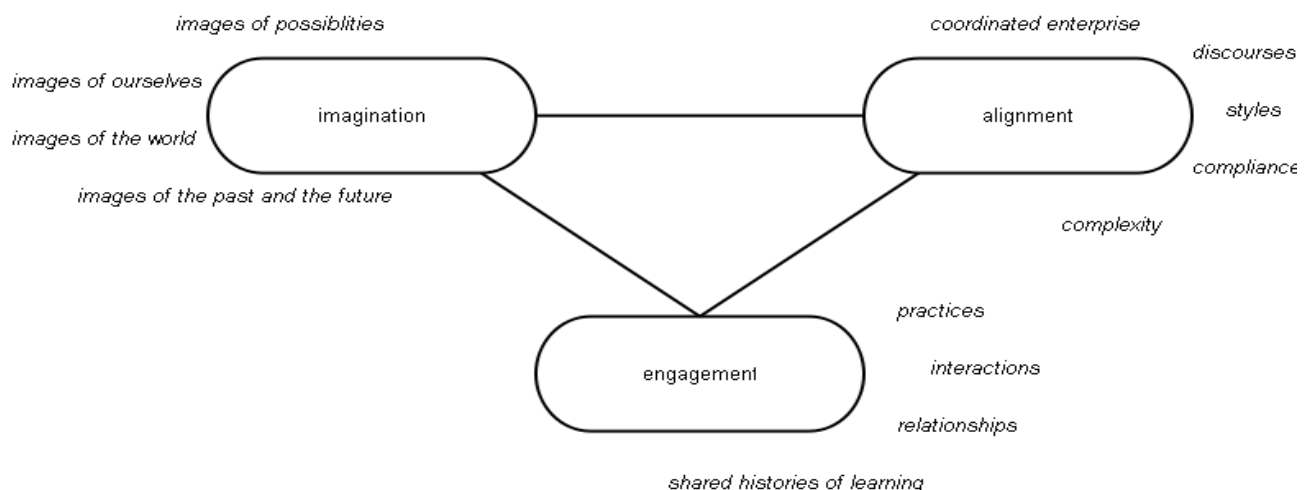 images of possiblities
coordinated enterprise
discourses
images of ourselves
imagination
alignment
styles
images of the world
compliance
images of the past and the future
complexity
practices
engagement
interactions
relationships
shared histories of learning